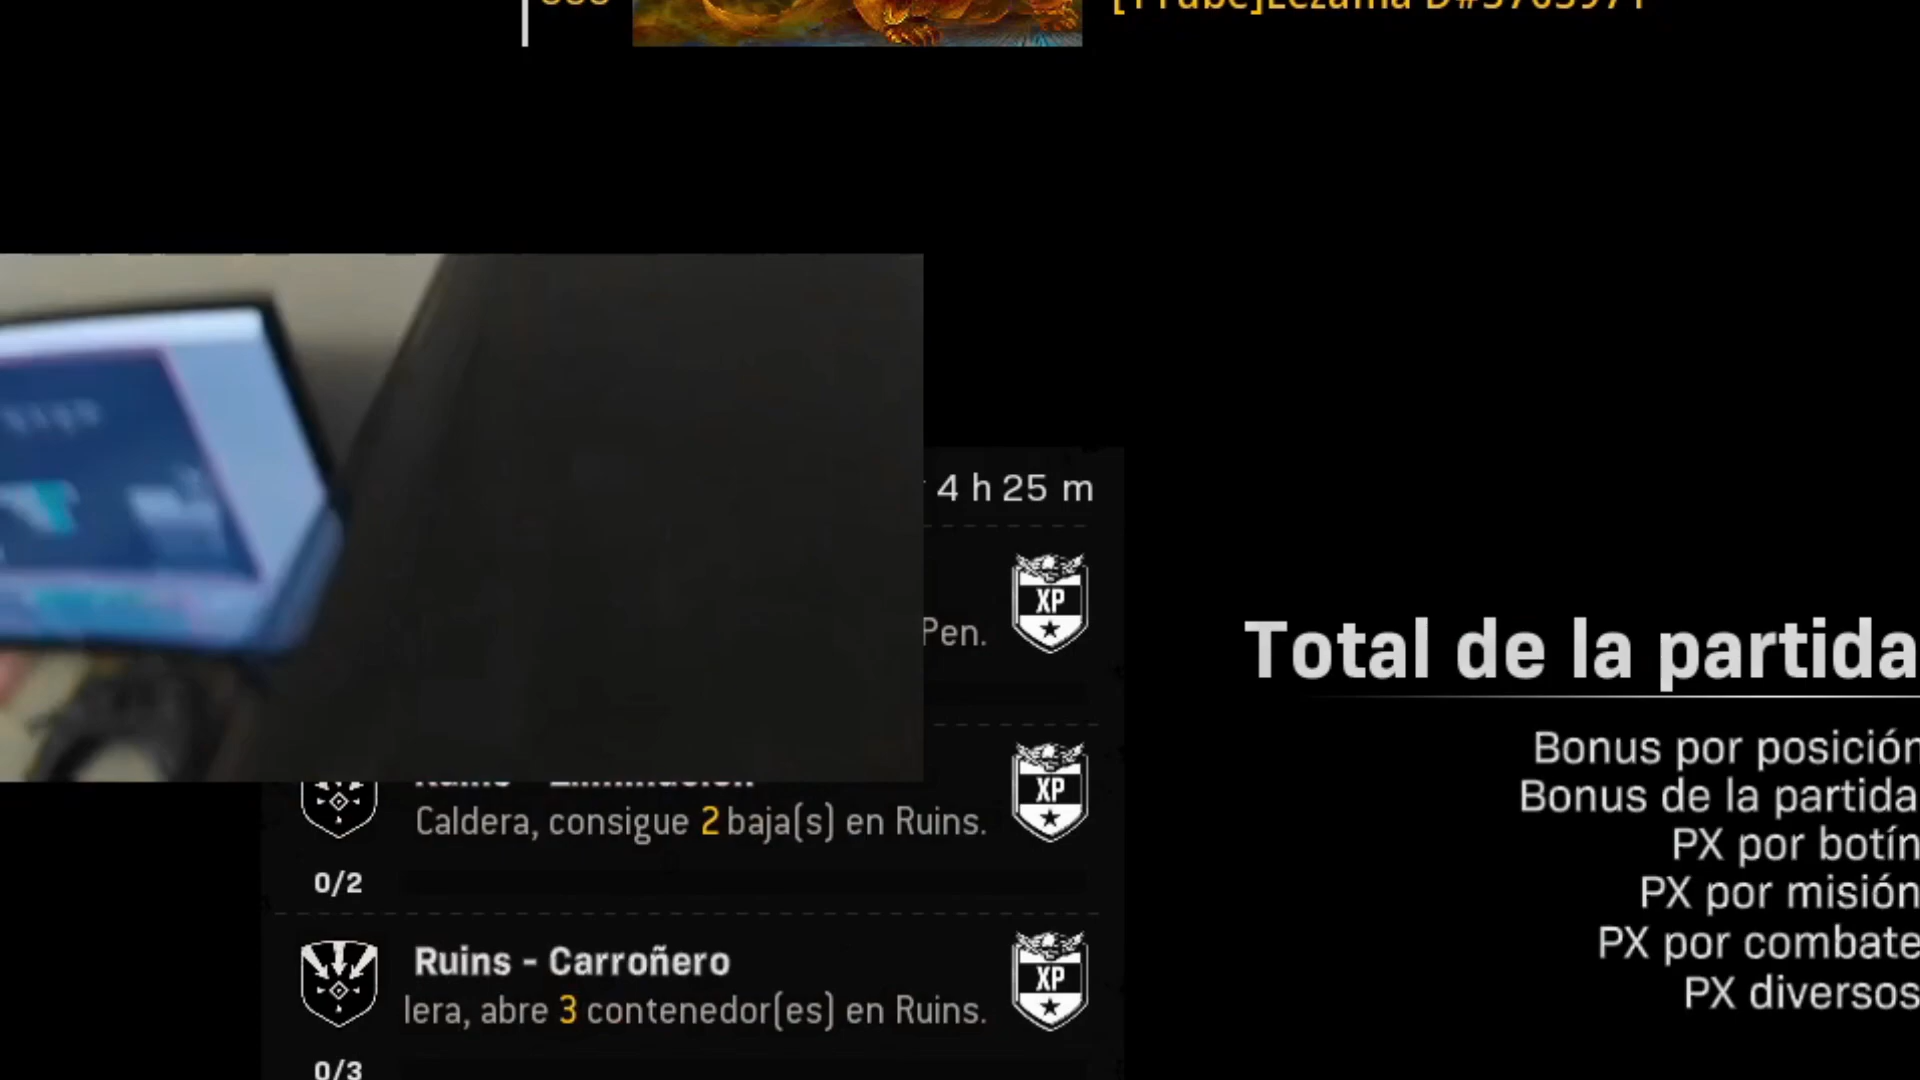 4 h 25 m
XP
Pen.
Total de la partida
XP
Bonus por posición
Caldera, consigue 2 baja(s) en Ruins.
Bonus de la partida
PX por botín
0/2
PX por misión
Ruins - Carroñero
XP
PX por combate
lera, abre 3 contenedor(es) en Ruins.
PX diversos
0/3